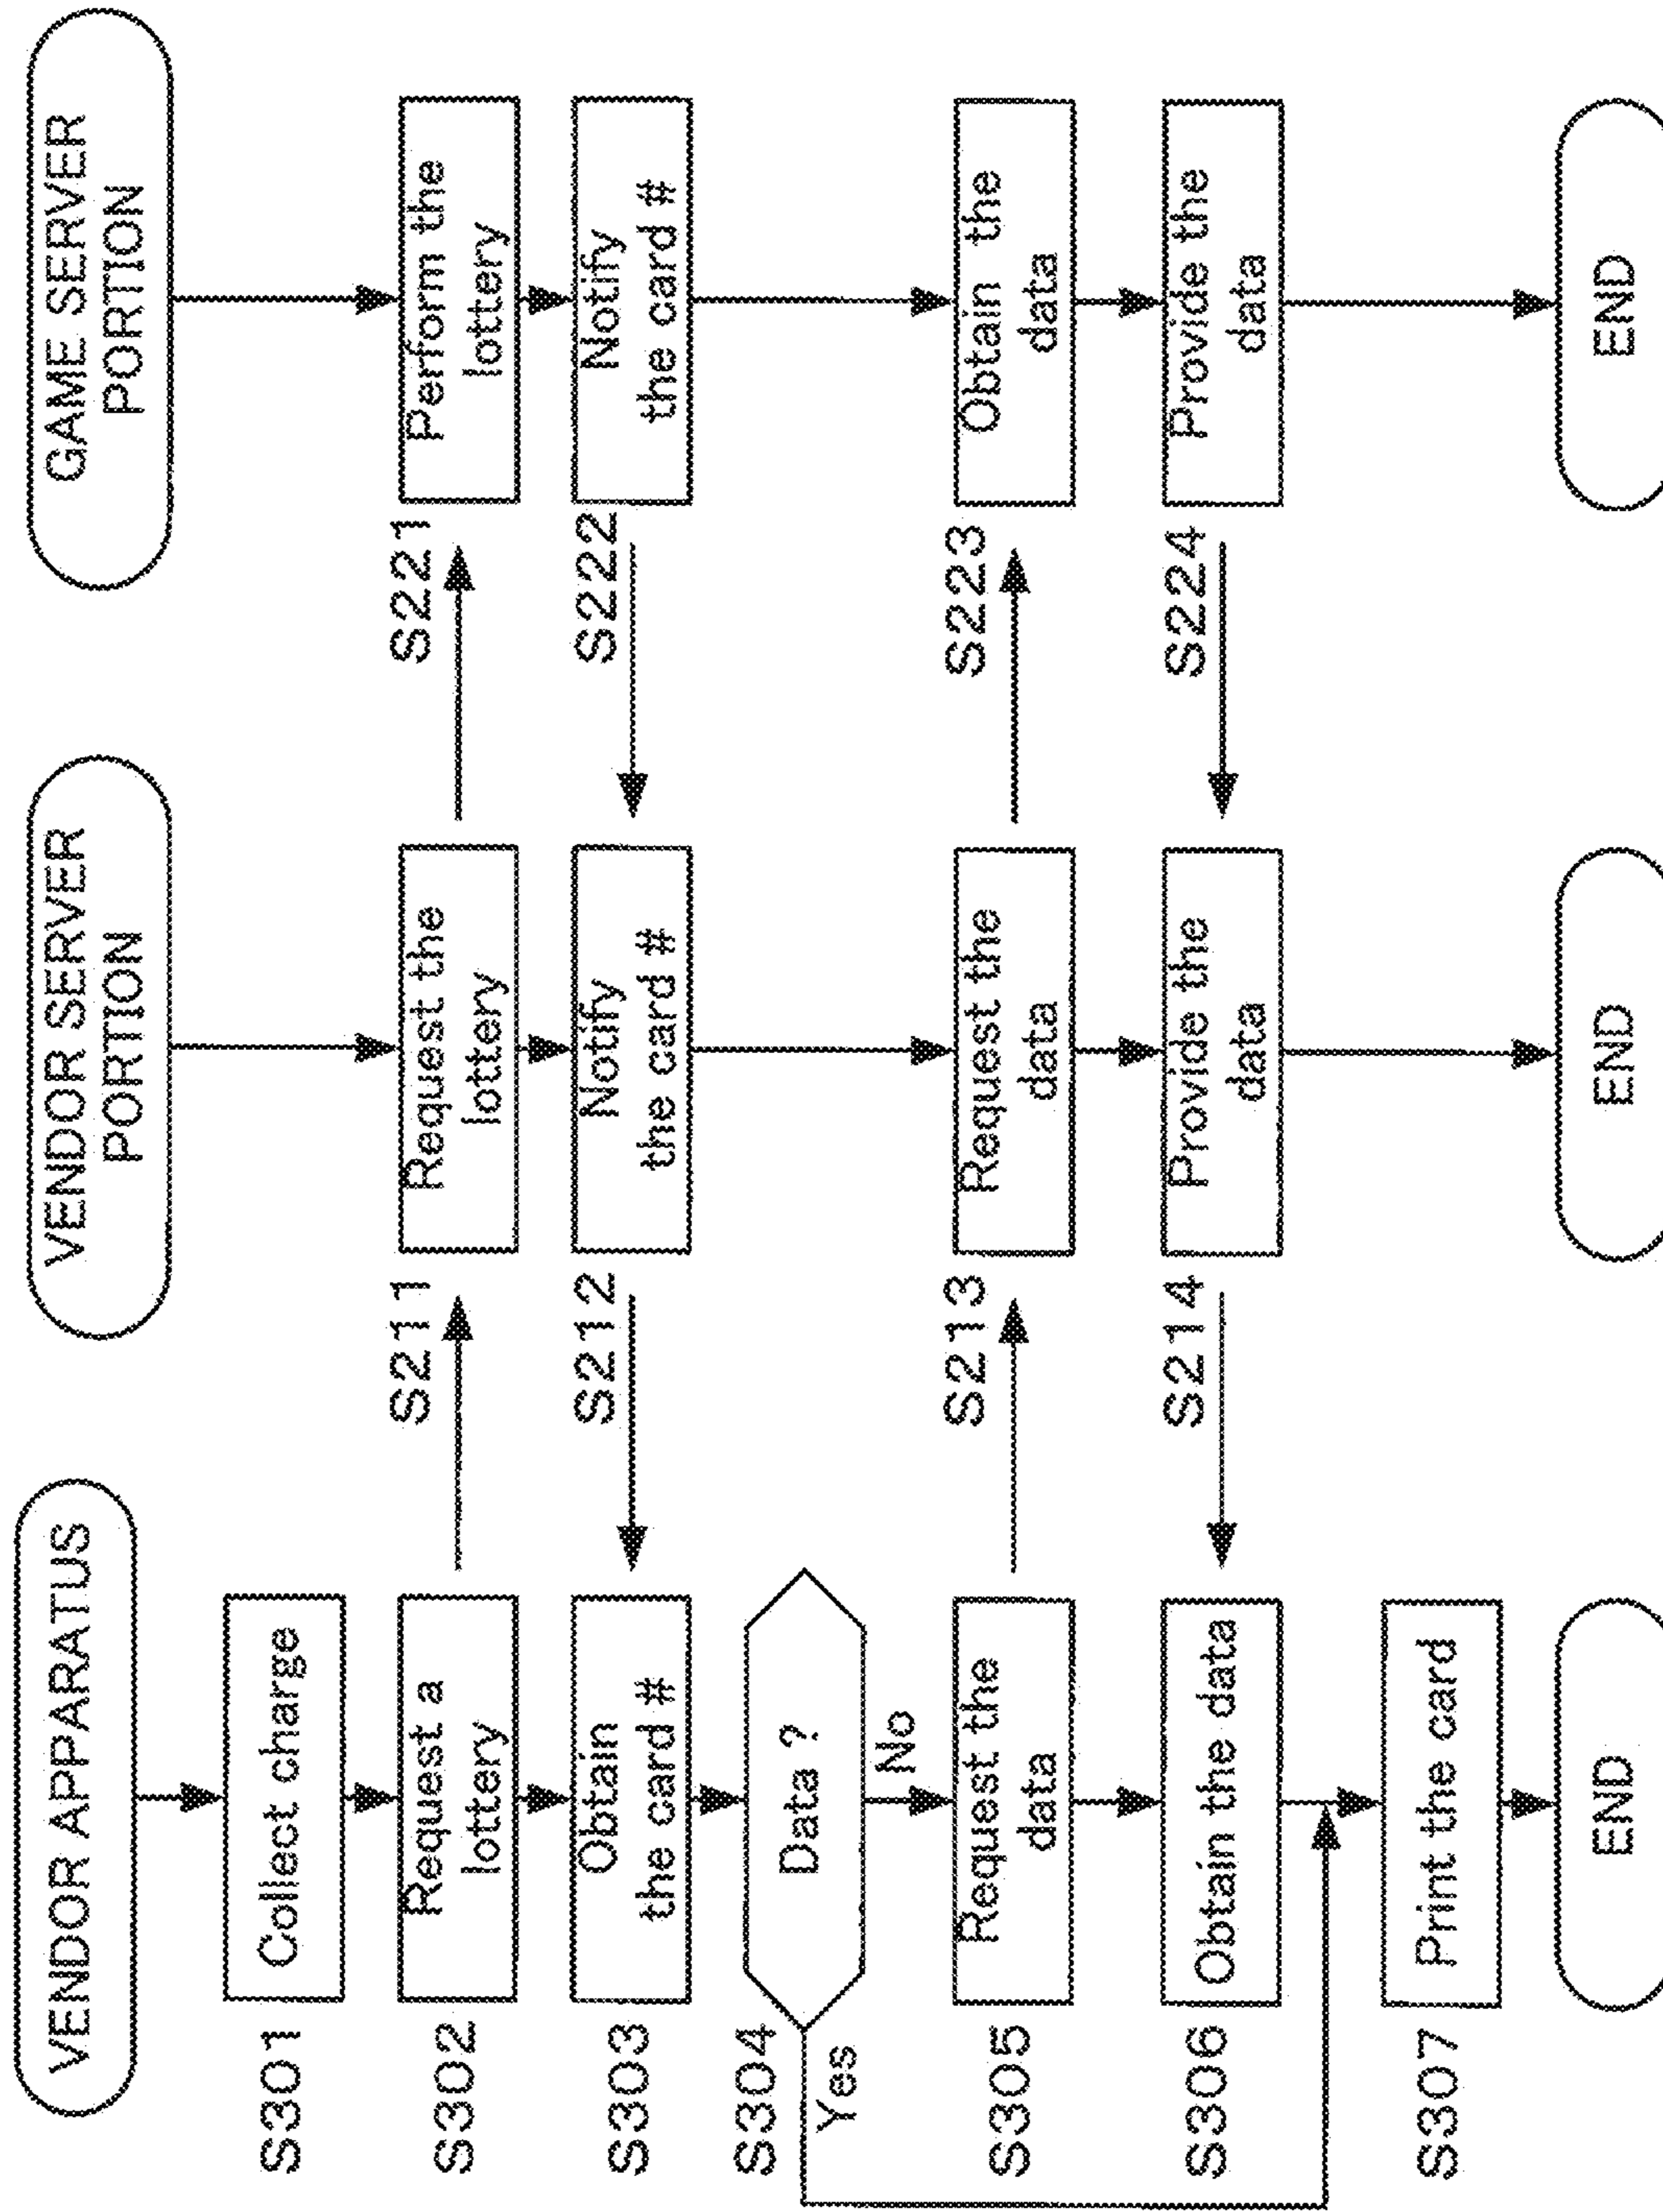 VENDOR APPARATUS
S301
Collect charge
S302
Request a
lottery
S303
Obtain
the card #
S304
Data ?
Yes
No
S305
Request the
data
S306
Obtain the data
S307
Print the card
END
VENDOR SERVER
PORTION
S211
Request the
lottery
S212
Notify
the card #
S213
Request the
data
S214
Provide the
data
END
GAME SERVER
PORTION
S221
Perform the
lottery
S222
Notify
the card #
S223
Obtain the
data
S224
Provide the
data
END